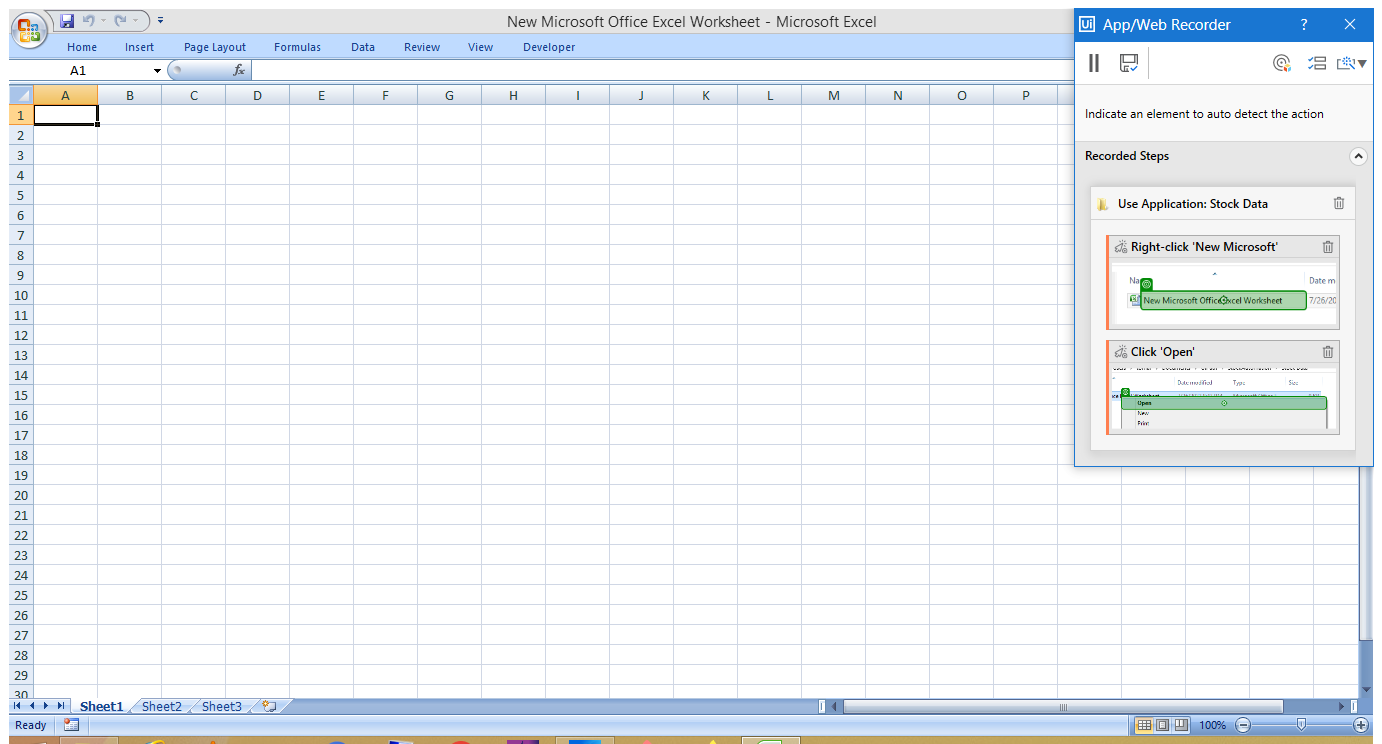 New Microsoft Office Excel Worksheet - Microsoft Excel
Home Insert Page Layout Formulas Data Review View Developer
A1 fx
A B C D E F G H I J K L M N O P
1
2
3
4
5
6
7
8
9
10
11
12
13
14
15
16
17
18
19
20
21
22
23
24
25
26
27
28
29
30
Sheet1 Sheet2 Sheet3
Ready 100%
Ui App/Web Recorder ?
Indicate an element to auto detect the action
Recorded Steps
Use Application: Stock Data
Right-click 'New Microsoft'
Na Date m
New Microsoft Office Excel Worksheet 7/26/20
Click 'Open'
Date modified Type Size
Open
New
Print